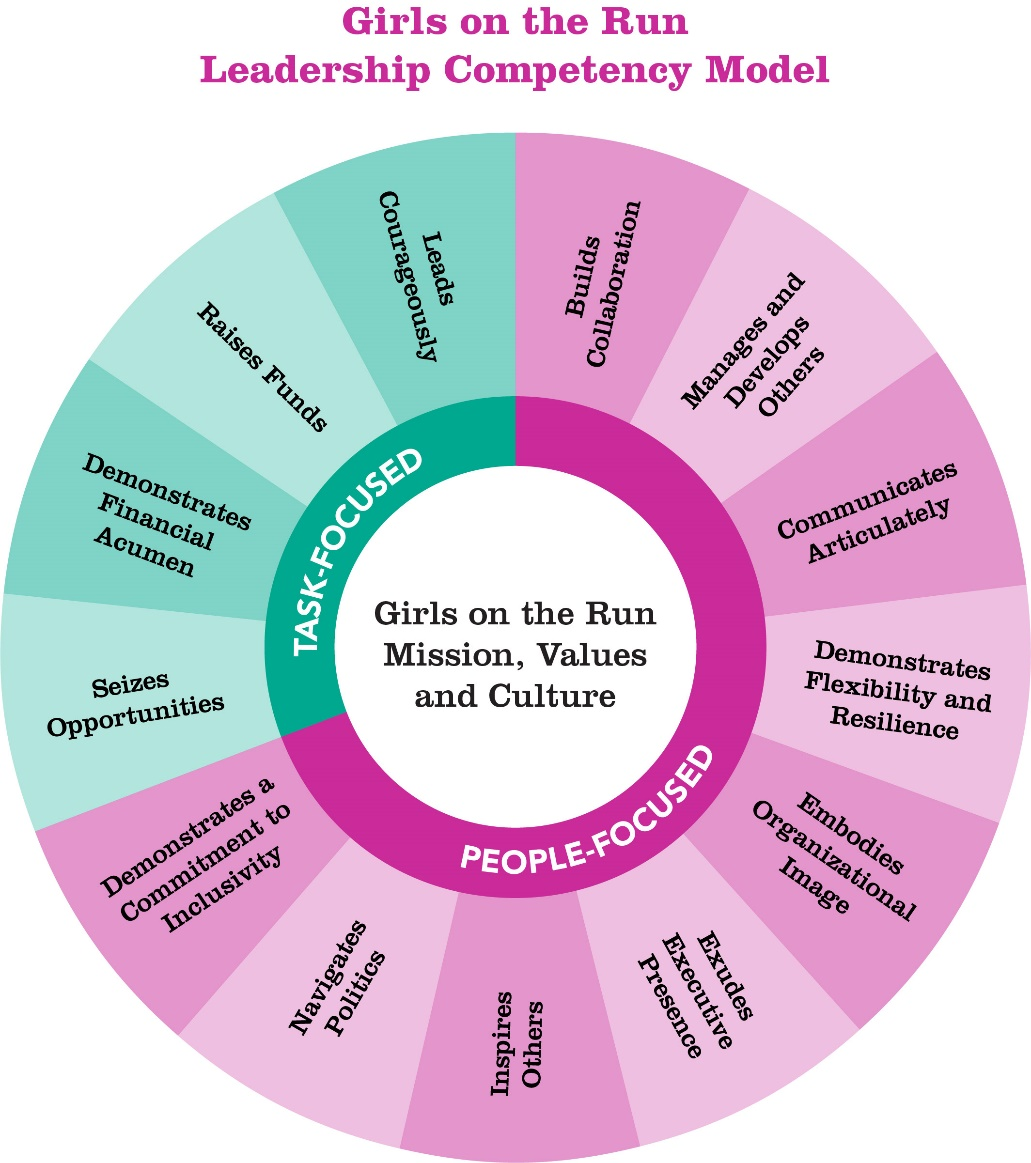 Girls on the Run
Leadership Competency Model
Builds
Collaboration
Manages and
Develops
Others
Communicates
Articulately
Demonstrates
Flexibility and
Resilience
Embodies
Organizational
Image
Exudes
Executive
Presence
Inspires
Others
Navigates
Politics
Demonstrates a
Commitment to
Inclusivity
Seizes
Opportunities
Demonstrates
Financial
Acumen
Raises Funds
Leads
Courageously
TASK-FOCUSED
PEOPLE-FOCUSED
Girls on the Run
Mission, Values
and Culture